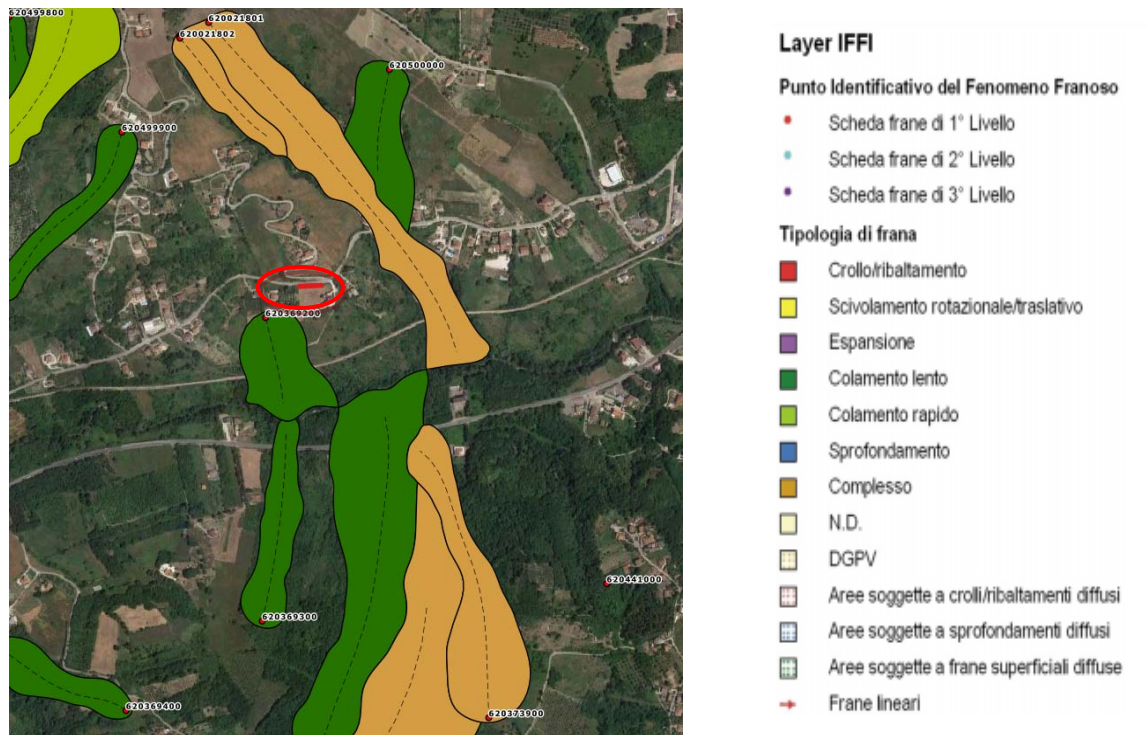 620499800
620021801
620021802
620500000
620499900
620369200
620441000
620369300
620369400
620373900
Layer IFFI
Punto Identificativo del Fenomeno Franoso
Scheda frane di 1° Livello
Scheda frane di 2° Livello
Scheda frane di 3° Livello
Tipologia di frana
Crollo/ribaltamento
Scivolamento rotazionale/traslativo
Espansione
Colamento lento
Colamento rapido
Sprofondamento
Complesso
N.D.
DGPV
Aree soggette a crolli/ribaltamenti diffusi
Aree soggette a sprofondamenti diffusi
Aree soggette a frane superficiali diffuse
Frane lineari